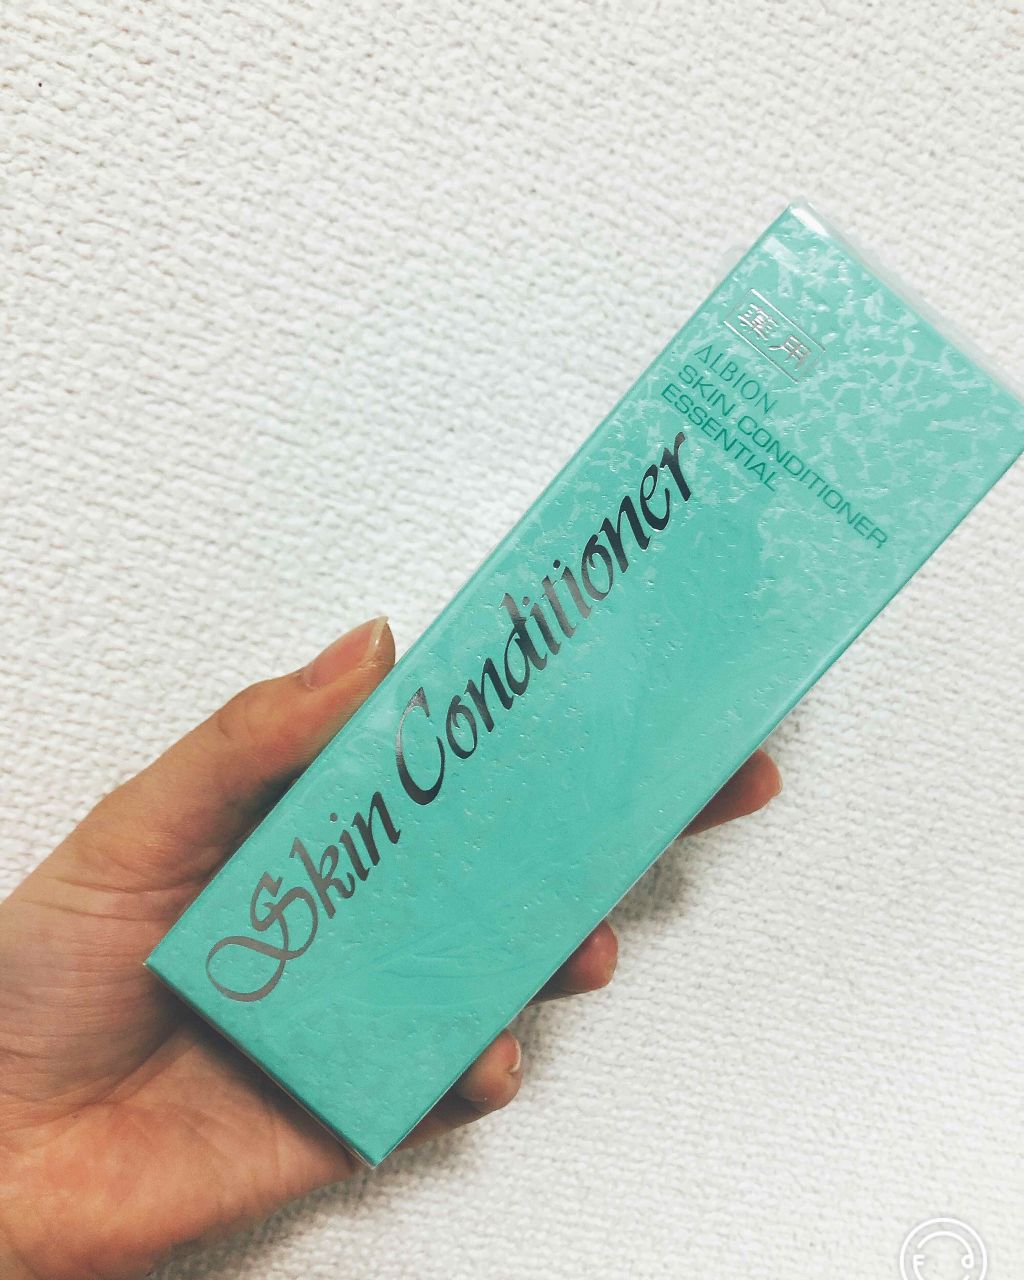 薬用
ALBION
SKIN CONDITIONER
ESSENTIAL
Skin Conditioner
F d